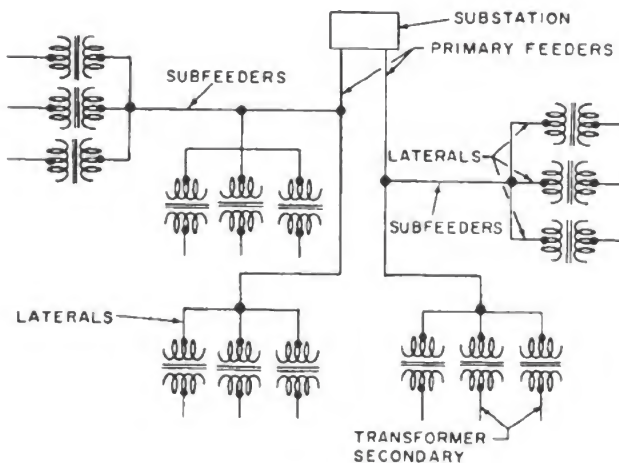 SUBSTATION
PRIMARY FEEDERS
SUBFEEDERS
LATERALS
SUBFEEDERS
LATERALS
TRANSFORMER
SECONDARY